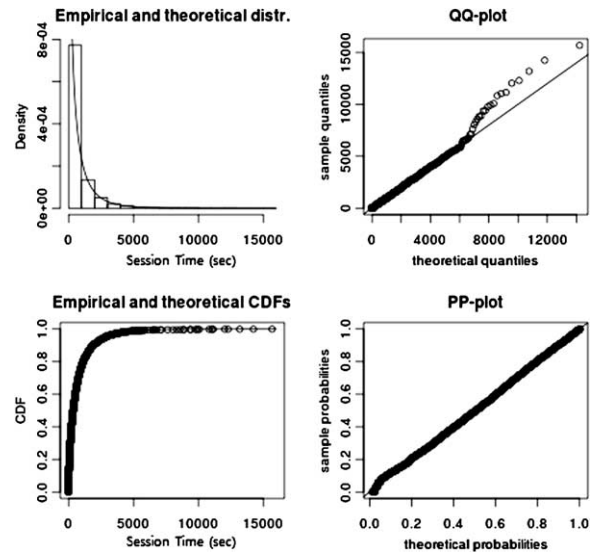 Empirical and theoretical distr.
Density
0e+00 4e-04 8e-04
0 5000 10000 15000
Session Time (sec)
QQ-plot
sample quantiles
0 5000 10000 15000
0 4000 8000 12000
theoretical quantiles
Empirical and theoretical CDFs
CDF
0.0 0.2 0.4 0.6 0.8 1.0
0 5000 10000 15000
Session Time (sec)
PP-plot
sample probabilities
0.0 0.2 0.4 0.6 0.8 1.0
0.0 0.2 0.4 0.6 0.8 1.0
theoretical probabilities